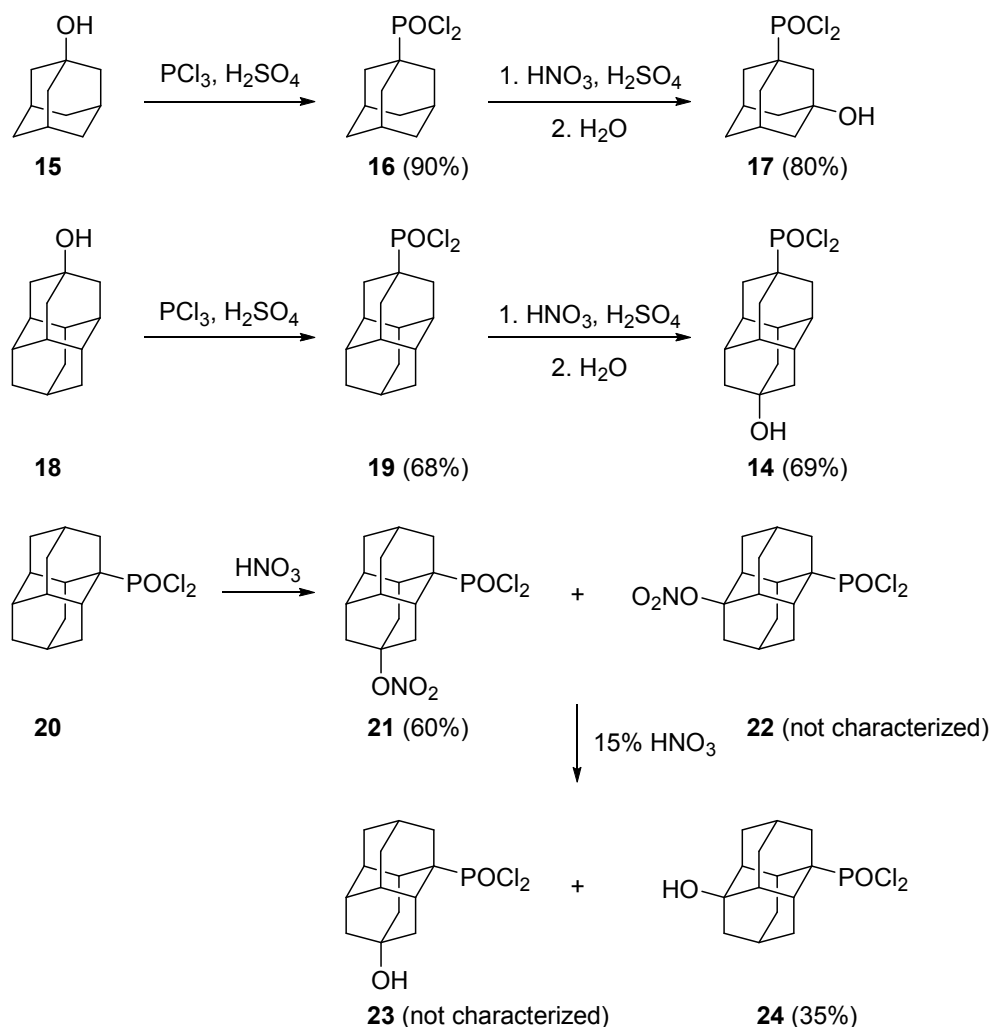 OH
POCl₂
POCl₂
PCl₃, H₂SO₄
1. HNO₃, H₂SO₄
2. H₂O
OH
15
16 (90%)
17 (80%)
OH
POCl₂
POCl₂
PCl₃, H₂SO₄
1. HNO₃, H₂SO₄
2. H₂O
OH
18
19 (68%)
14 (69%)
POCl₂
HNO₃
POCl₂
+
O₂NO
POCl₂
ONO₂
20
21 (60%)
22 (not characterized)
15% HNO₃
POCl₂
+
HO
POCl₂
OH
23 (not characterized)
24 (35%)